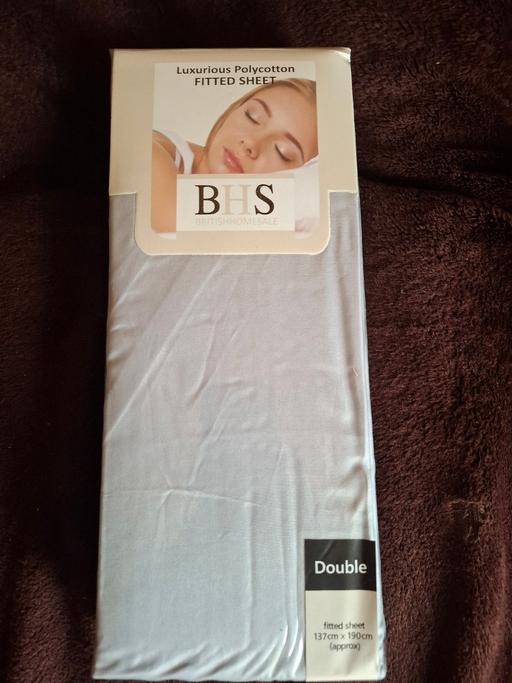 Luxurious Polycotton
FITTED SHEET
BHS
BRITISHHOMESALE
Double
fitted sheet
137cm x 190cm
(approx)